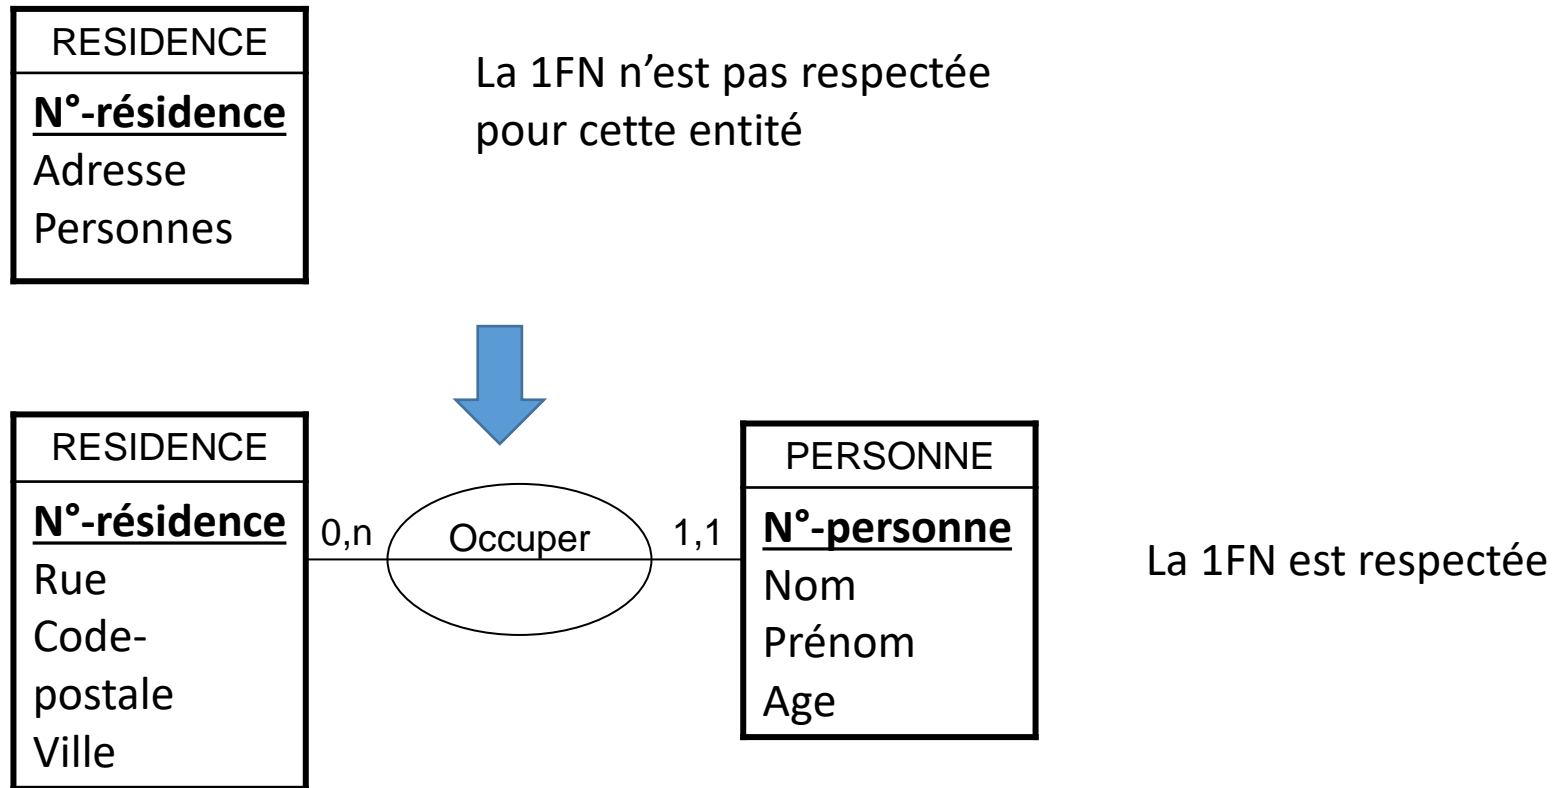 RESIDENCE
N°-résidence
Adresse
Personnes
La 1FN n’est pas respectée
pour cette entité
RESIDENCE
N°-résidence
Rue
Code-
postale
Ville
0,n
Occuper
1,1
PERSONNE
N°-personne
Nom
Prénom
Age
La 1FN est respectée